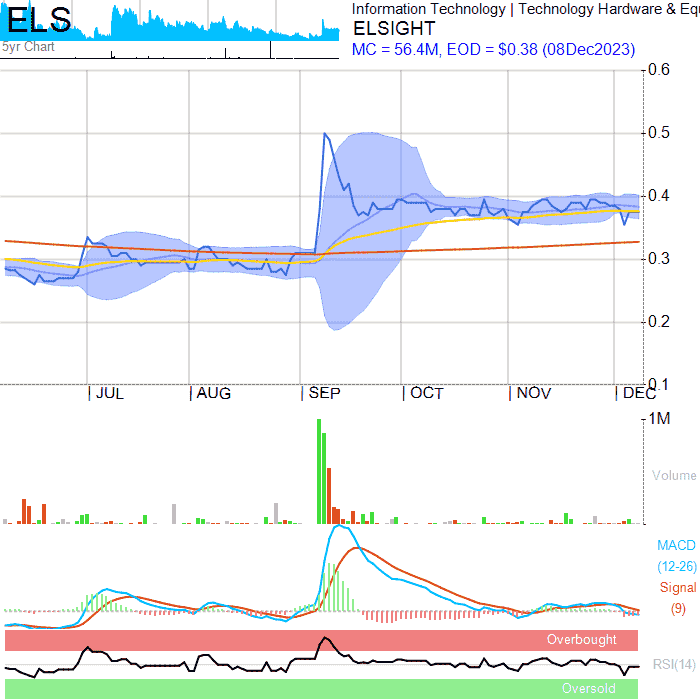 ELS
5yr Chart
Information Technology | Technology Hardware & Equ
ELSIGHT
MC = 56.4M, EOD = $0.38 (08Dec2023)
0.6
0.5
0.4
0.3
0.2
0.1
JUL
AUG
SEP
OCT
NOV
DEC
1M
Volume
MACD
(12-26)
Signal
(9)
Overbought
RSI(14)
Oversold